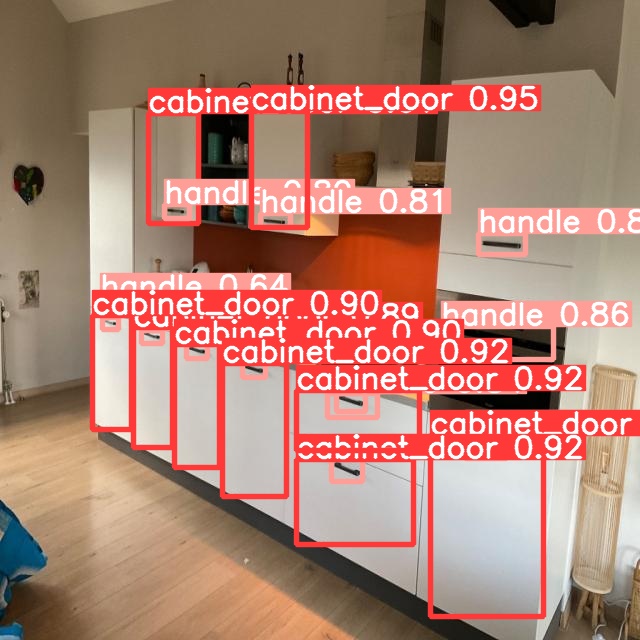 cabine
cabinet_door 0.95
handle 0.81
handle 0.8
handle 0.64
cabinet_door 0.90
handle 0.86
cabinet_door 0.90
cabinet_door 0.92
cabinet_door 0.92
cabinet_door
cabinet_door 0.92